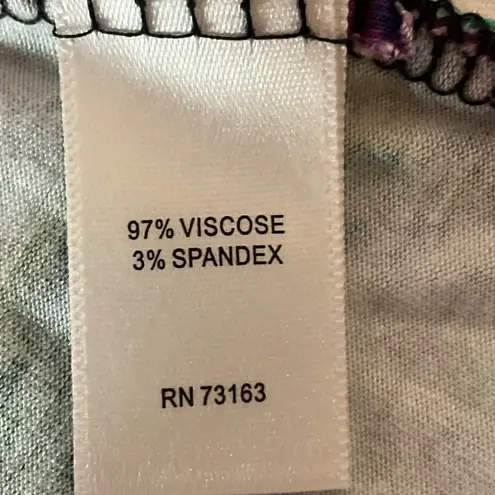 97% VISCOSE
3% SPANDEX
RN 73163